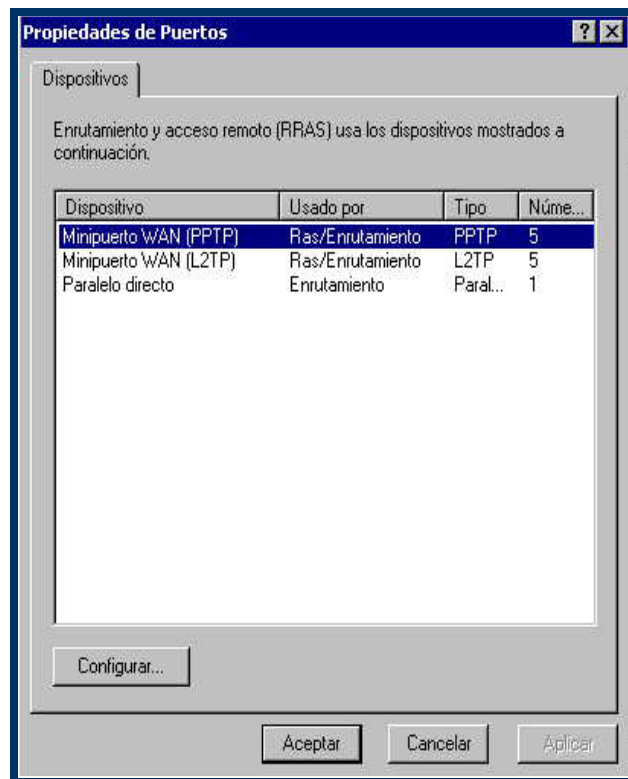 Propiedades de Puertos
Dispositivos
Enrutamiento y acceso remoto (RRAS) usa los dispositivos mostrados a
continuación.
Dispositivo Usado por Tipo Núme...
Minipuerto WAN (PPTP) Ras/Enrutamiento PPTP 5
Minipuerto WAN (L2TP) Ras/Enrutamiento L2TP 5
Paralelo directo Enrutamiento Paral... 1
Configurar...
Aceptar Cancelar Aplicar